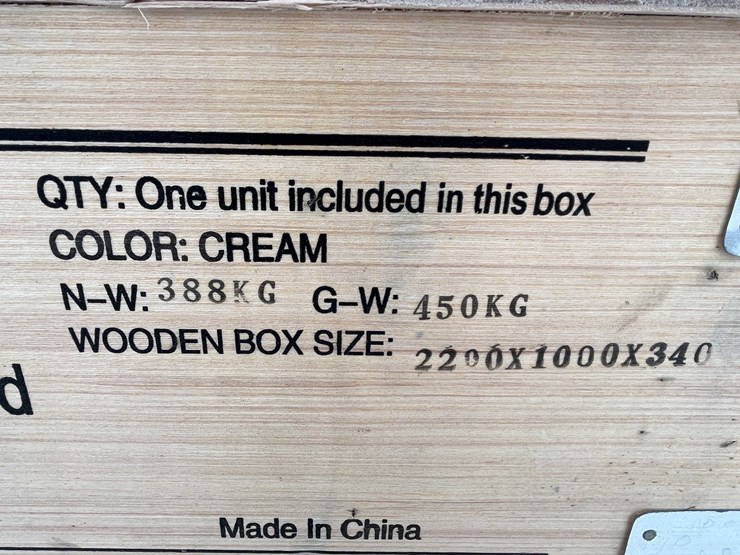 QTY: One unit included in this box
COLOR: CREAM
N-W: 388KG G-W: 450KG
WOODEN BOX SIZE: 2200X1000X340
d
Made In China